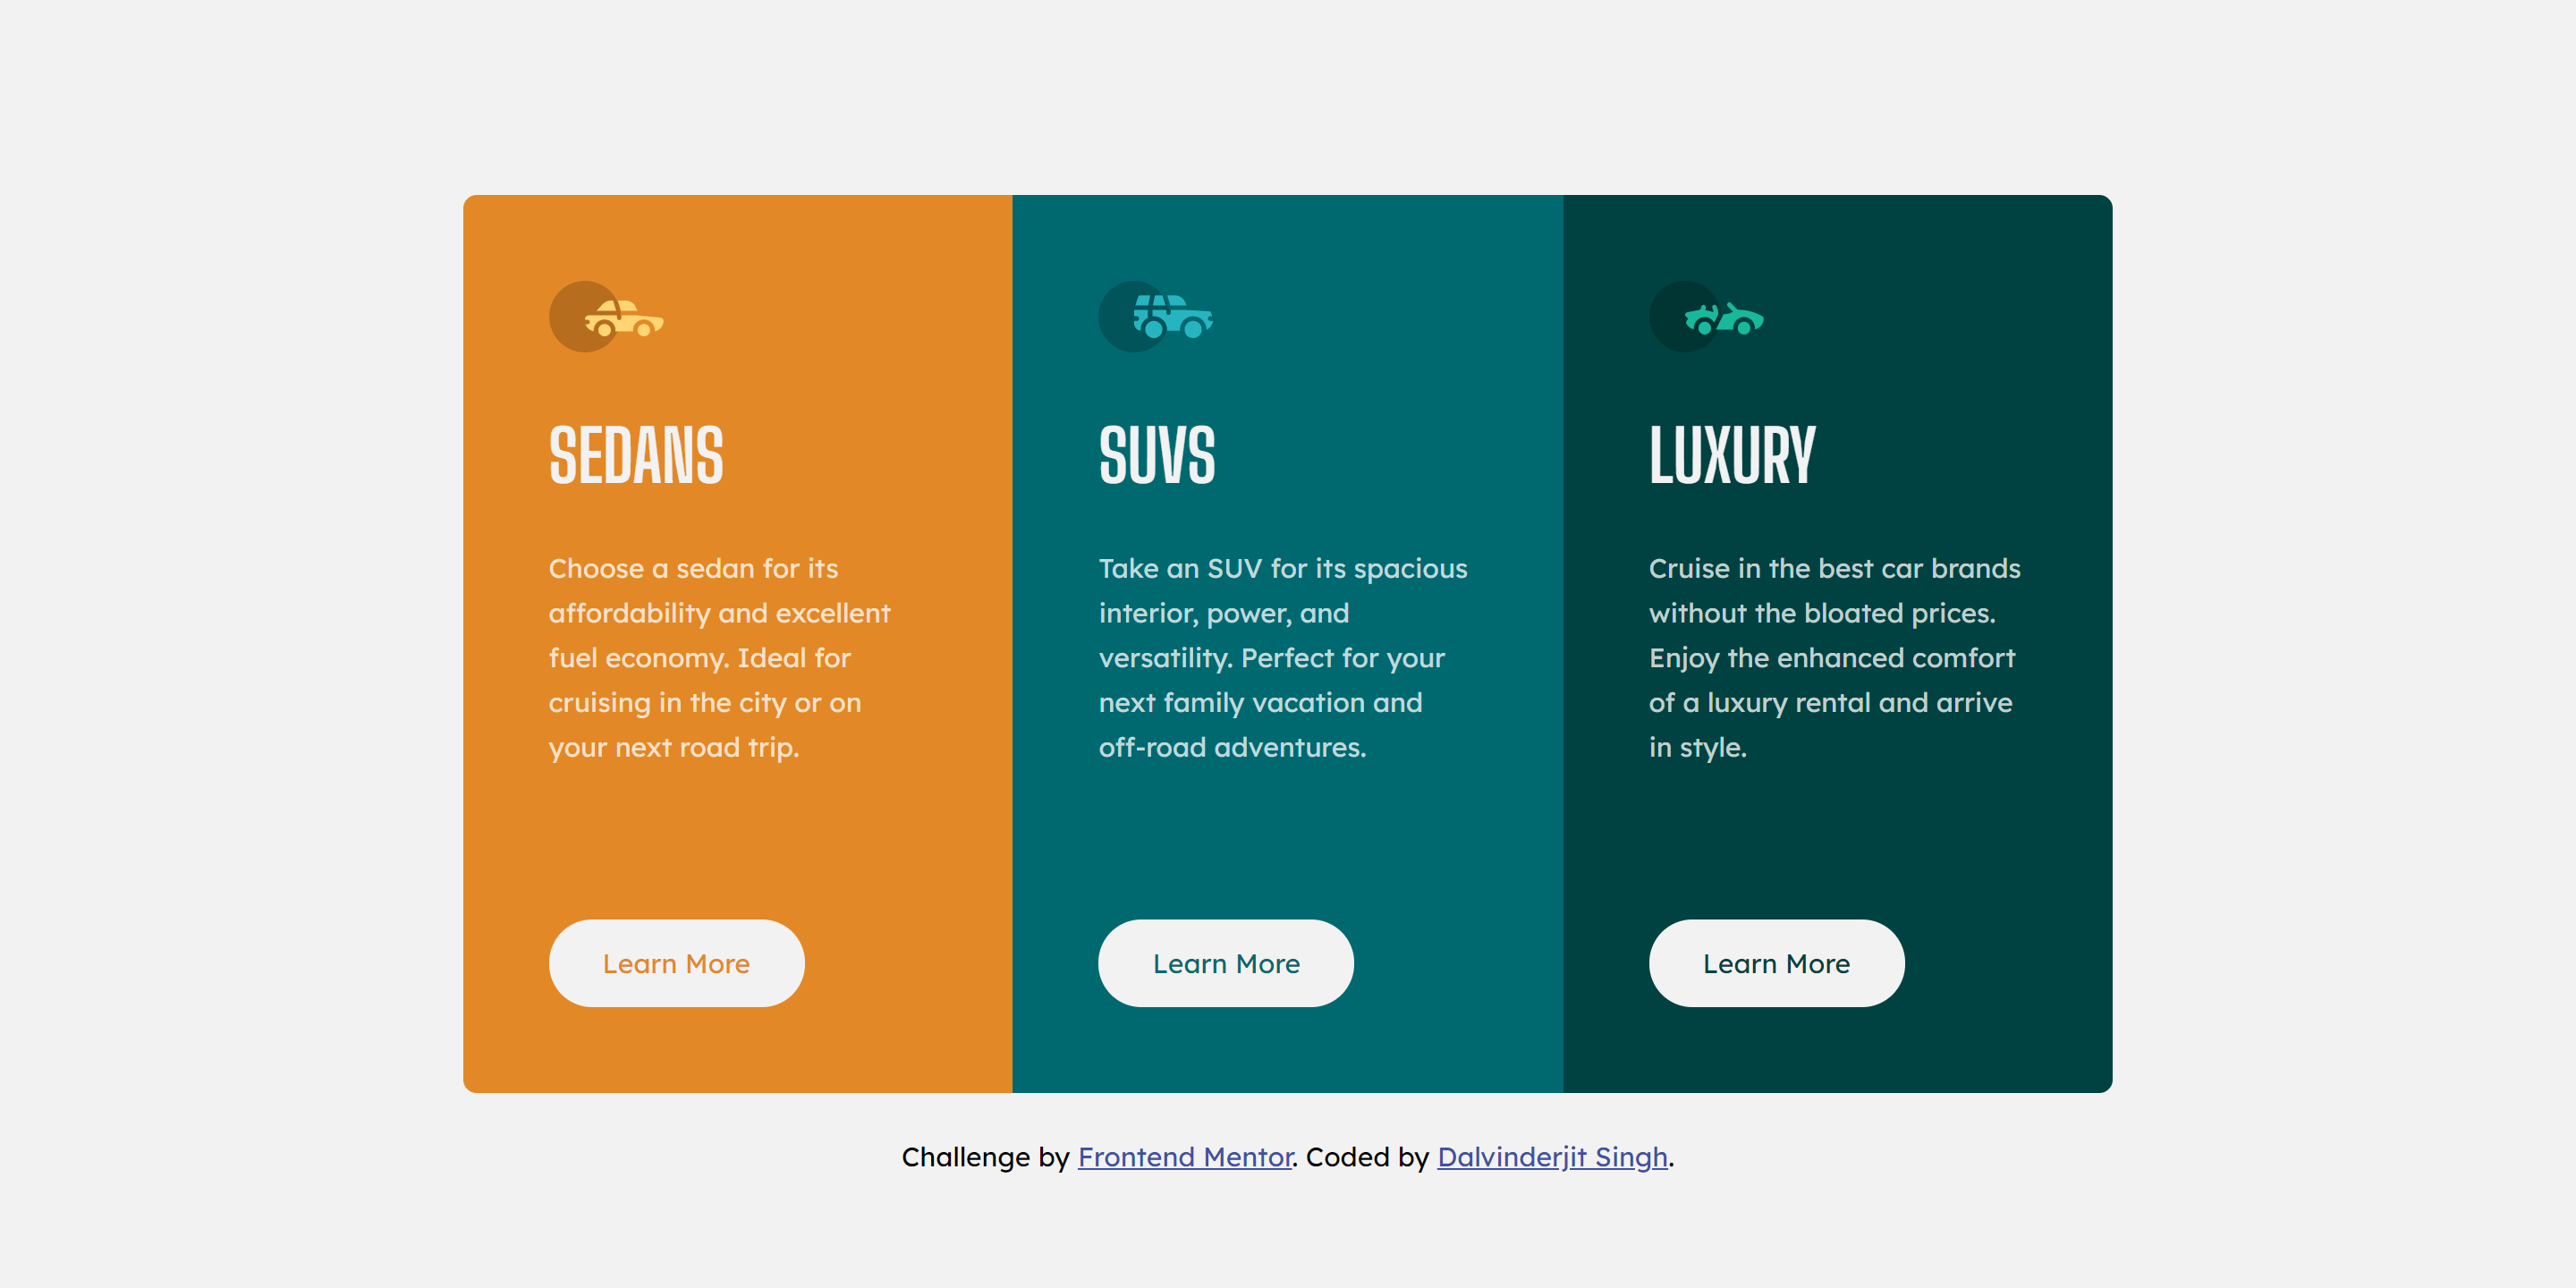 SEDANS
Choose a sedan for its
affordability and excellent
fuel economy. Ideal for
cruising in the city or on
your next road trip.
Learn More
SUVS
Take an SUV for its spacious
interior, power, and
versatility. Perfect for your
next family vacation and
off-road adventures.
Learn More
LUXURY
Cruise in the best car brands
without the bloated prices.
Enjoy the enhanced comfort
of a luxury rental and arrive
in style.
Learn More
Challenge by Frontend Mentor. Coded by Dalvinderjit Singh.